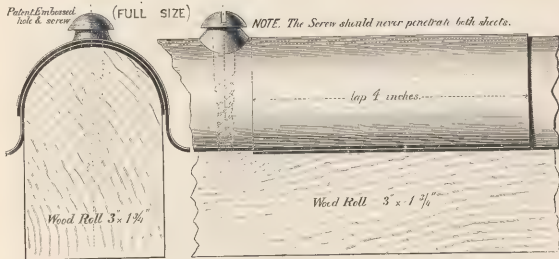 Patent Embossed
hole & screw
(FULL SIZE)
NOTE. The Screw should never penetrate both sheets.
lap 4 inches.
Wood Roll 3" x 1 3/4"
Wood Roll 3" x 1 3/4"